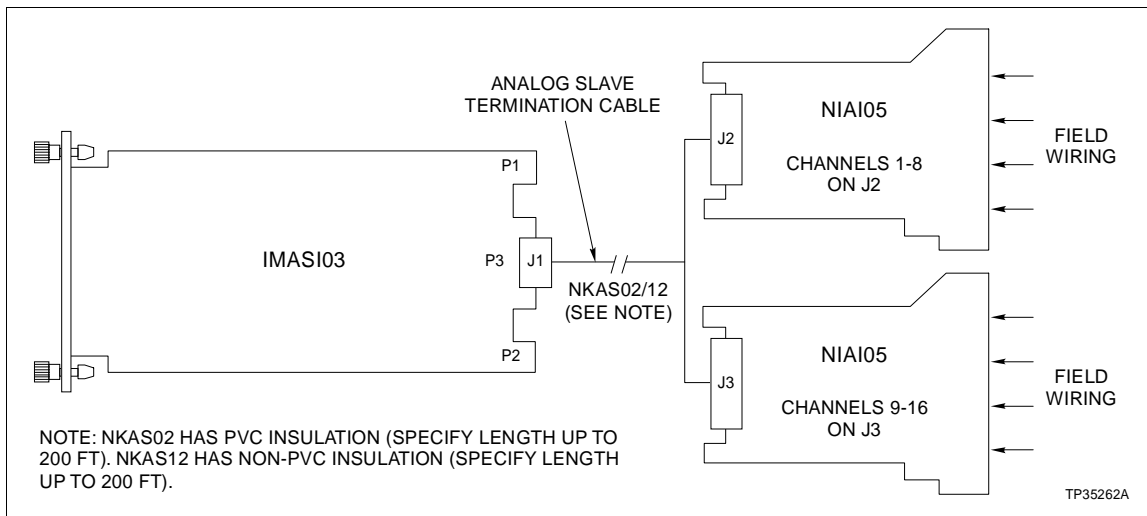 ANALOG SLAVE
TERMINATION CABLE
P1
IMASI03
P3
J1
P2
NKAS02/12
(SEE NOTE)
J2
NIAI05
CHANNELS 1-8
ON J2
FIELD
WIRING
J3
NIAI05
CHANNELS 9-16
ON J3
FIELD
WIRING
NOTE: NKAS02 HAS PVC INSULATION (SPECIFY LENGTH UP TO
200 FT). NKAS12 HAS NON-PVC INSULATION (SPECIFY LENGTH
UP TO 200 FT).
TP35262A